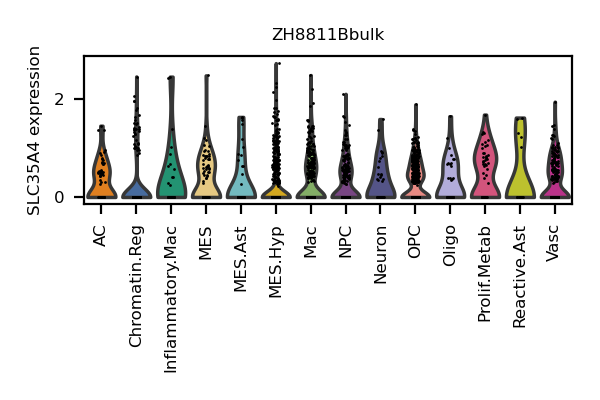 ZH8811Bbulk
SLC35A4 expression
2
0
AC
Chromatin.Reg
Inflammatory.Mac
MES
MES.Ast
MES.Hyp
Mac
NPC
Neuron
OPC
Oligo
Prolif.Metab
Reactive.Ast
Vasc